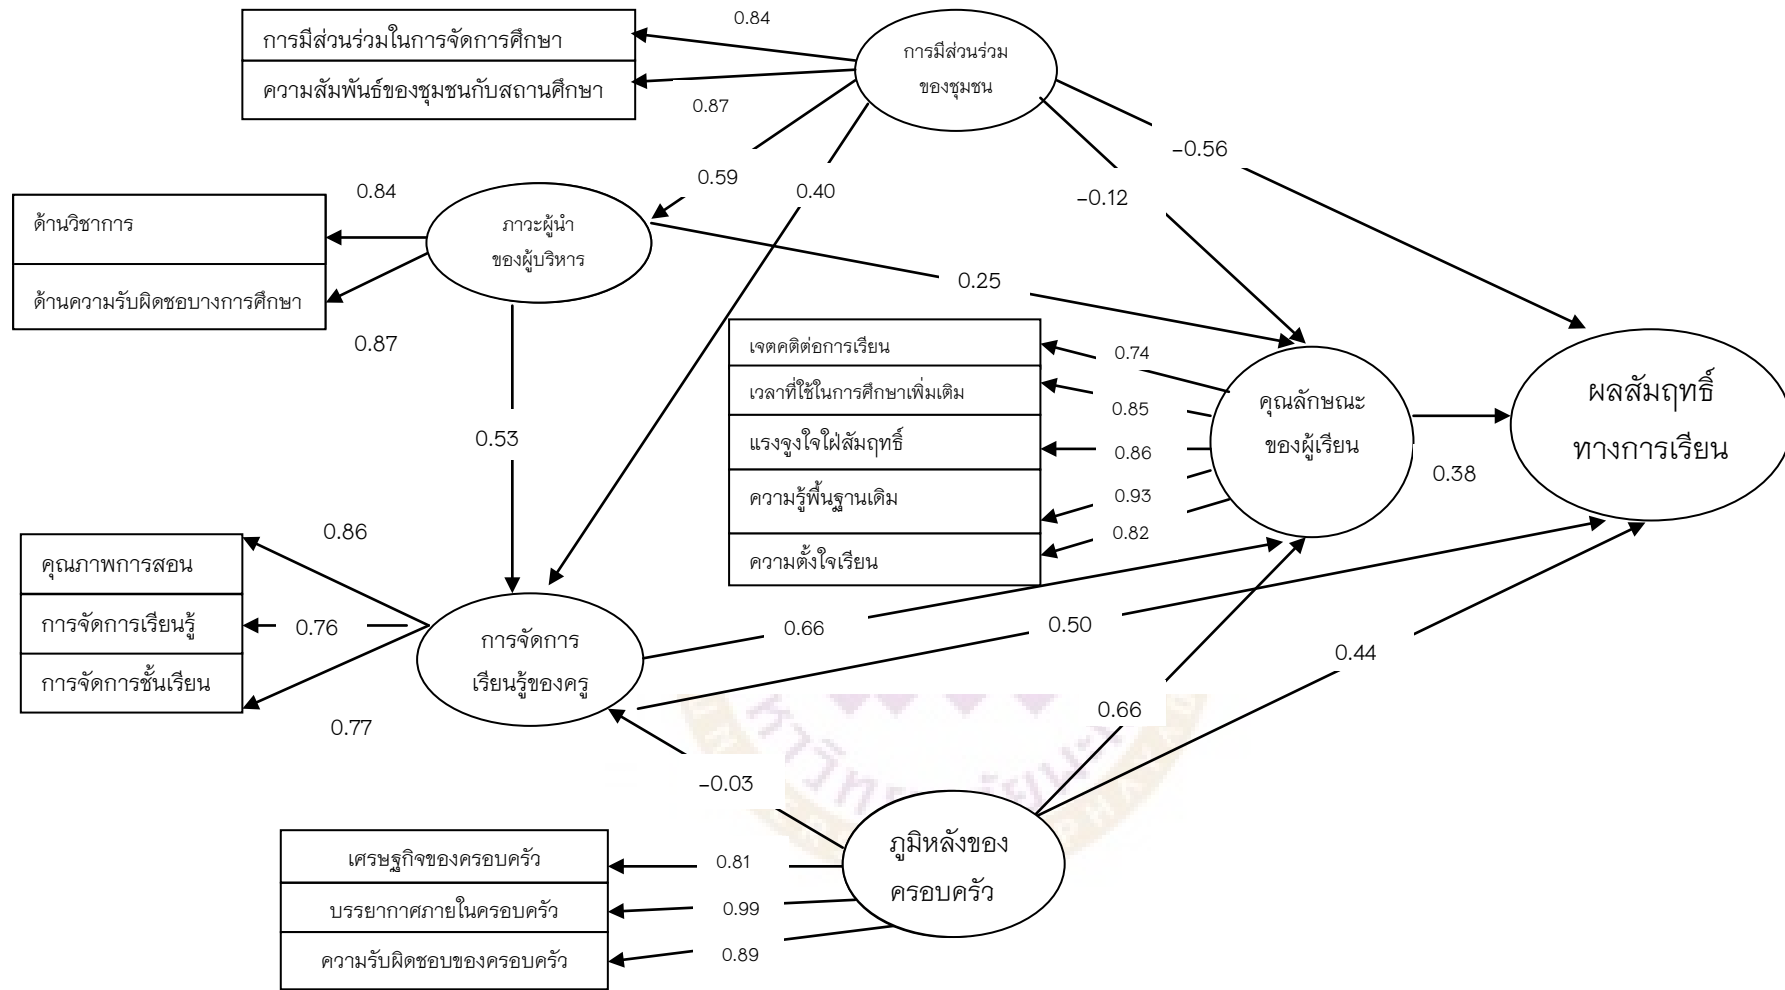 0.84
การมีส่วนร่วมในการจัดการศึกษา
ความสัมพันธ์ของชุมชนกับสถานศึกษา
0.87
การมีส่วนร่วม
ของชุมชน
-0.56
0.59
0.40
-0.12
0.84
ด้านวิชาการ
ด้านความรับผิดชอบางการศึกษา
0.87
ภาวะผู้นำ
ของผู้บริหาร
0.25
เจตคติต่อการเรียน
เวลาที่ใช้ในการศึกษาเพิ่มเติม
แรงจูงใจใฝ่สัมฤทธิ์
ความรู้พื้นฐานเดิม
ความตั้งใจเรียน
0.74
0.85
0.86
0.93
0.82
คุณลักษณะ
ของผู้เรียน
0.38
ผลสัมฤทธิ์
ทางการเรียน
0.53
0.86
คุณภาพการสอน
การจัดการเรียนรู้
การจัดการชั้นเรียน
0.76
0.77
การจัดการ
เรียนรู้ของครู
0.66
0.50
0.44
0.66
-0.03
เศรษฐกิจของครอบครัว
บรรยากาศภายในครอบครัว
ความรับผิดชอบของครอบครัว
0.81
0.99
0.89
ภูมิหลังของ
ครอบครัว